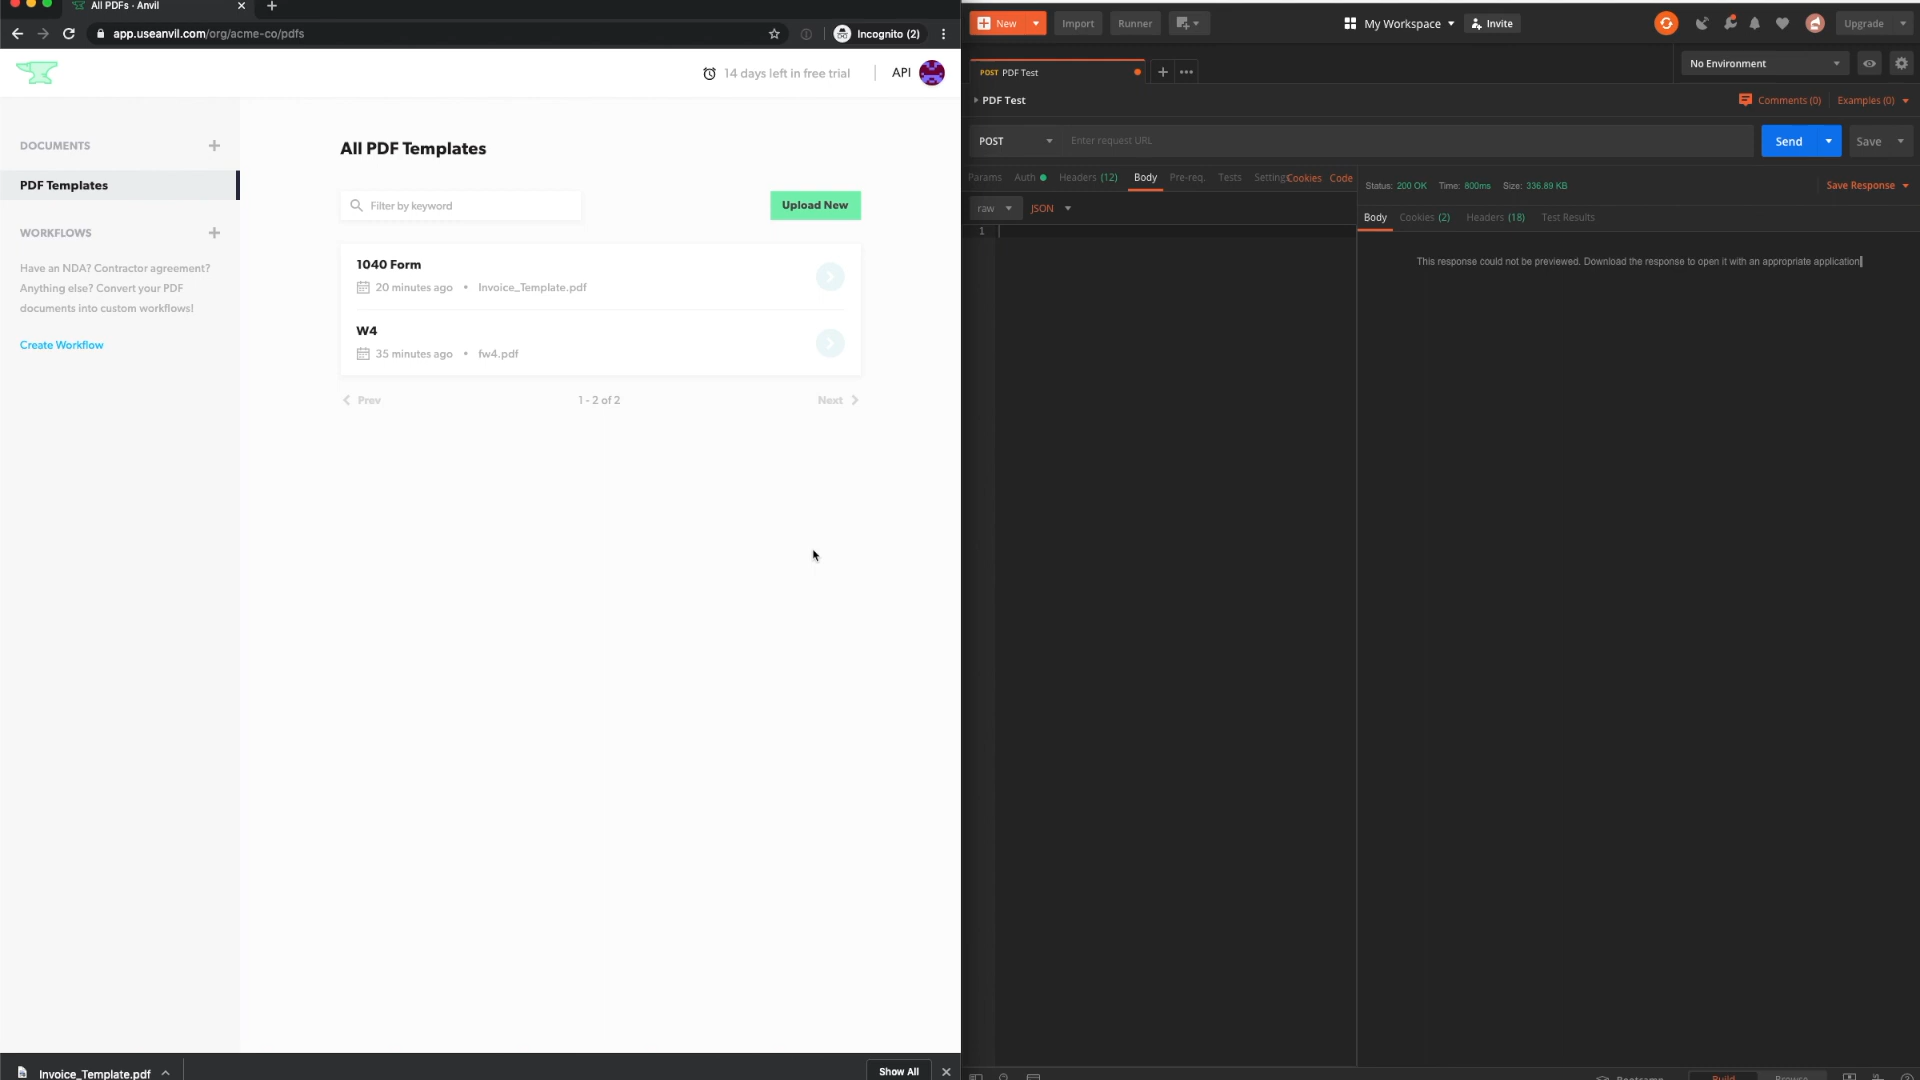 All PDFs · Anvil
app.useanvil.com/org/acme-co/pdfs
Incognito (2)
14 days left in free trial
API
DOCUMENTS
PDF Templates
WORKFLOWS
Have an NDA? Contractor agreement?
Anything else? Convert your PDF
documents into custom workflows!
Create Workflow
All PDF Templates
Filter by keyword
Upload New
1040 Form
20 minutes ago • Invoice_Template.pdf
W4
35 minutes ago • fw4.pdf
Prev
1 - 2 of 2
Next
Invoice_Template.pdf
Show All
New
Import
Runner
My Workspace
Invite
Upgrade
POST PDF Test
No Environment
PDF Test
Comments (0)
Examples (0)
POST
Enter request URL
Send
Save
Params
Auth
Headers (12)
Body
Pre-req.
Tests
Settings
Cookies
Code
raw
JSON
1
Status: 200 OK
Time: 800ms
Size: 336.89 KB
Save Response
Body
Cookies (2)
Headers (18)
Test Results
This response could not be previewed. Download the response to open it with an appropriate application
Bootcamp
Build
Browse